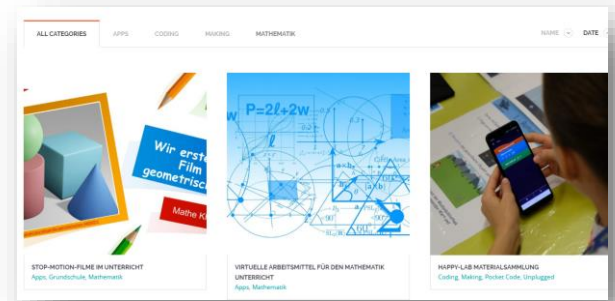 ALL CATEGORIES
APPS
CODING
MAKING
MATHEMATIK
NAME
DATE
Wir erste
Film
geometrisc
Mathe K
P=2ℓ+2w
STOP-MOTION-FILME IM UNTERRICHT
Apps, Grundschule, Mathematik
VIRTUELLE ARBEITSMITTEL FÜR DEN MATHEMATIK
UNTERRICHT
Apps, Mathematik
HAPPY-LAB MATERIALSAMMLUNG
Coding, Making, Pocket Code, Unplugged